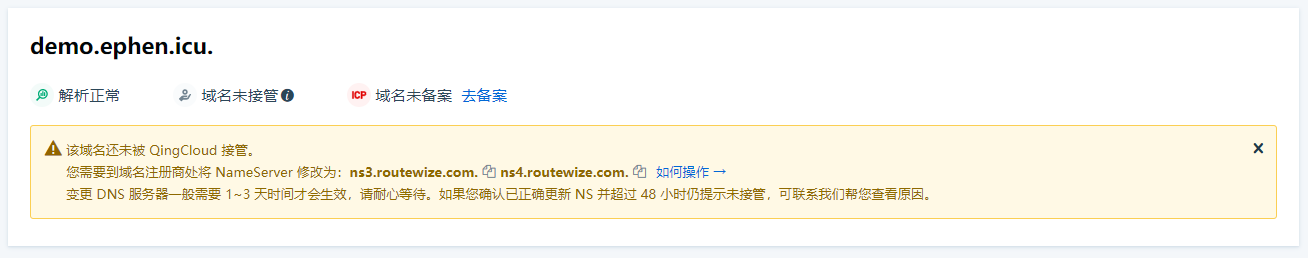 demo.ephen.icu.
解析正常 域名未接管 ICP 域名未备案 去备案
该域名还未被 QingCloud 接管。
您需要到域名注册商处将 NameServer 修改为：ns3.routewize.com. ns4.routewize.com. 如何操作 →
变更 DNS 服务器一般需要 1~3 天时间才会生效，请耐心等待。如果您确认已正确更新 NS 并超过 48 小时仍提示未接管，可联系我们帮您查看原因。